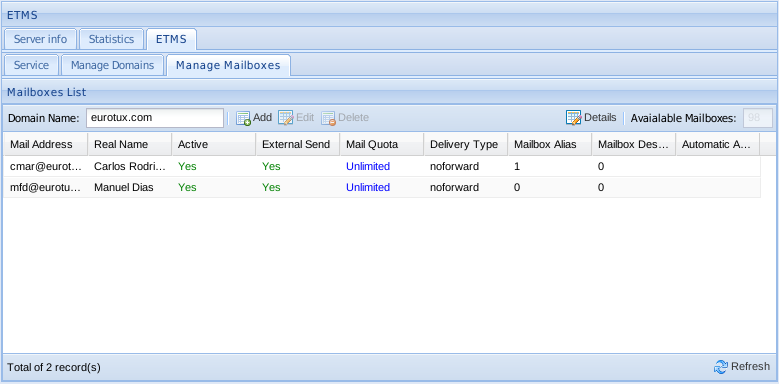 ETMS
Server info Statistics ETMS
Service Manage Domains Manage Mailboxes
Mailboxes List
Domain Name: eurotux.com Add Edit Delete Details Avaialable Mailboxes: 98
Mail Address Real Name Active External Send Mail Quota Delivery Type Mailbox Alias Mailbox Des... Automatic A...
cmar@eurot... Carlos Rodri... Yes Yes Unlimited noforward 1 0
mfd@eurotu... Manuel Dias Yes Yes Unlimited noforward 0 0
Total of 2 record(s) Refresh